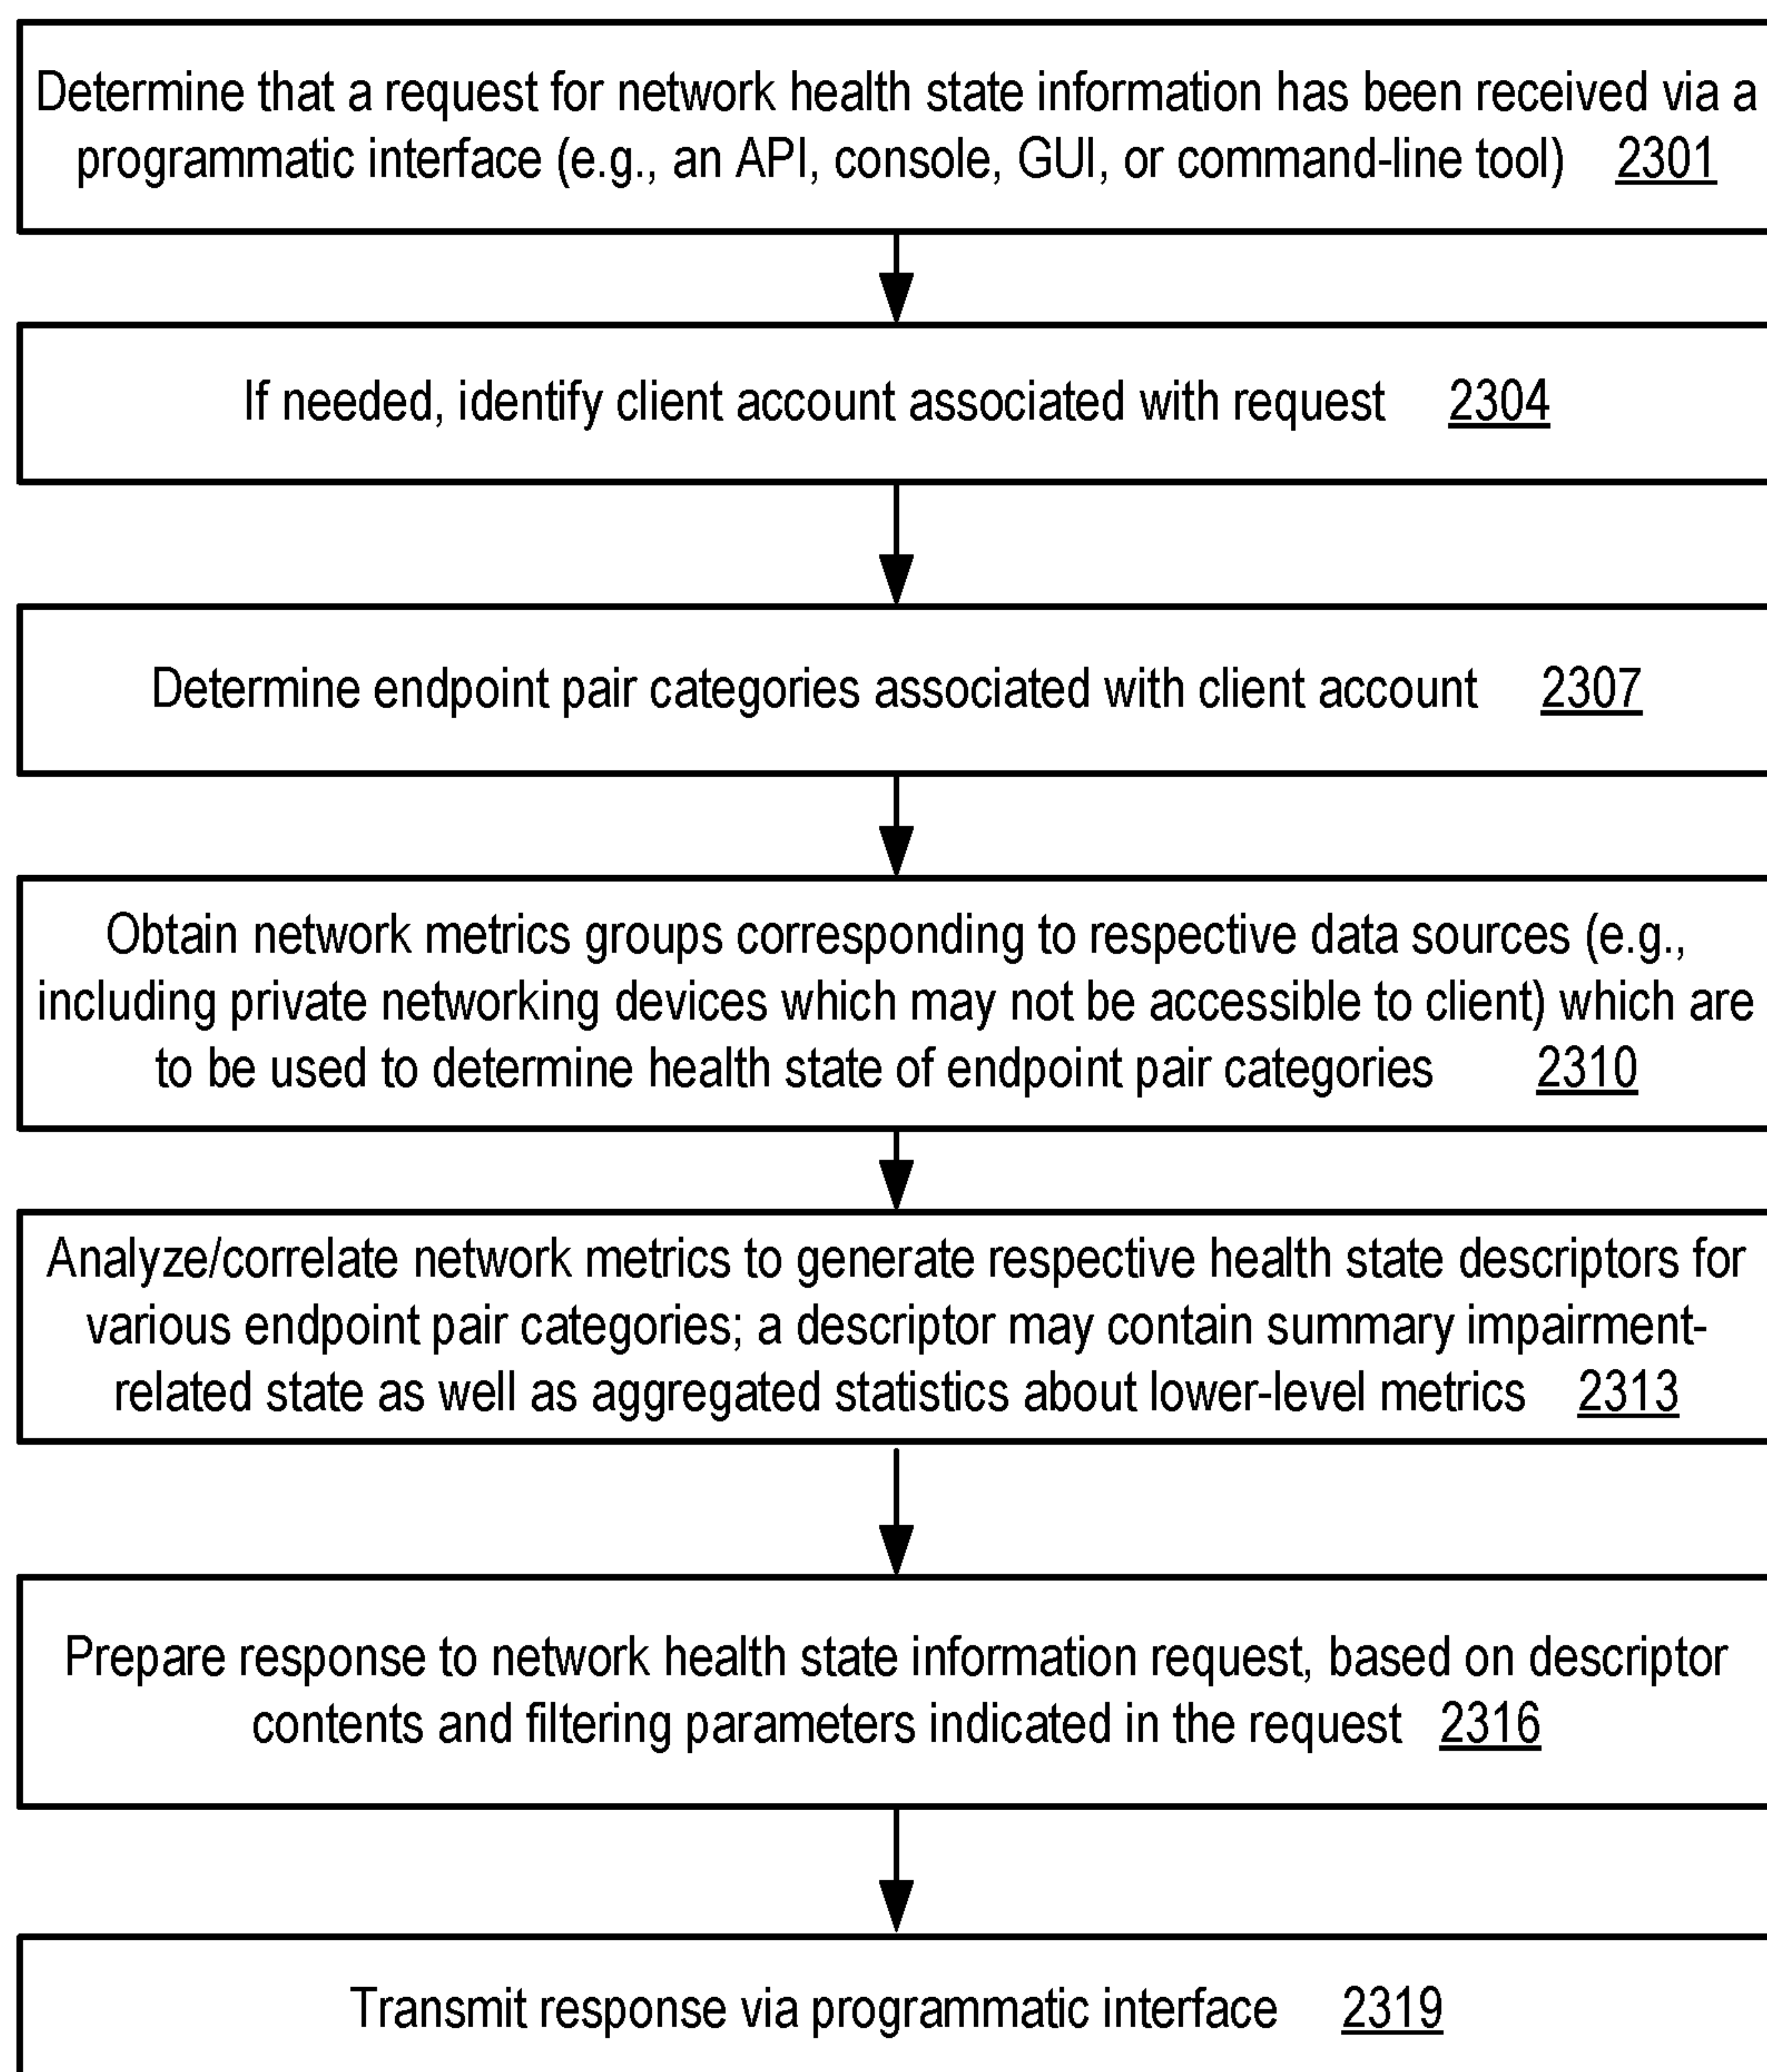 Determine that a request for network health state information has been received via a
programmatic interface (e.g., an API, console, GUI, or command-line tool) 2301
If needed, identify client account associated with request 2304
Determine endpoint pair categories associated with client account 2307
Obtain network metrics groups corresponding to respective data sources (e.g.,
including private networking devices which may not be accessible to client) which are
to be used to determine health state of endpoint pair categories 2310
Analyze/correlate network metrics to generate respective health state descriptors for
various endpoint pair categories; a descriptor may contain summary impairment-
related state as well as aggregated statistics about lower-level metrics 2313
Prepare response to network health state information request, based on descriptor
contents and filtering parameters indicated in the request 2316
Transmit response via programmatic interface 2319